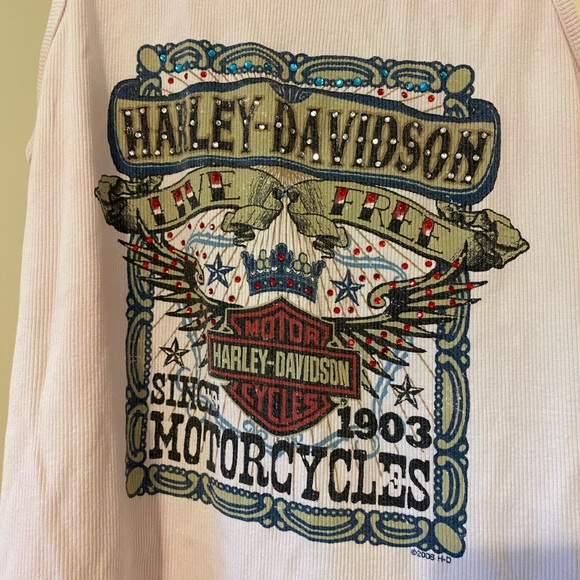 HARLEY-DAVIDSON
LIVE FREE
MOTOR
HARLEY-DAVIDSON
CYCLES
SINCE 1903
MOTORCYCLES
©2008 H-D